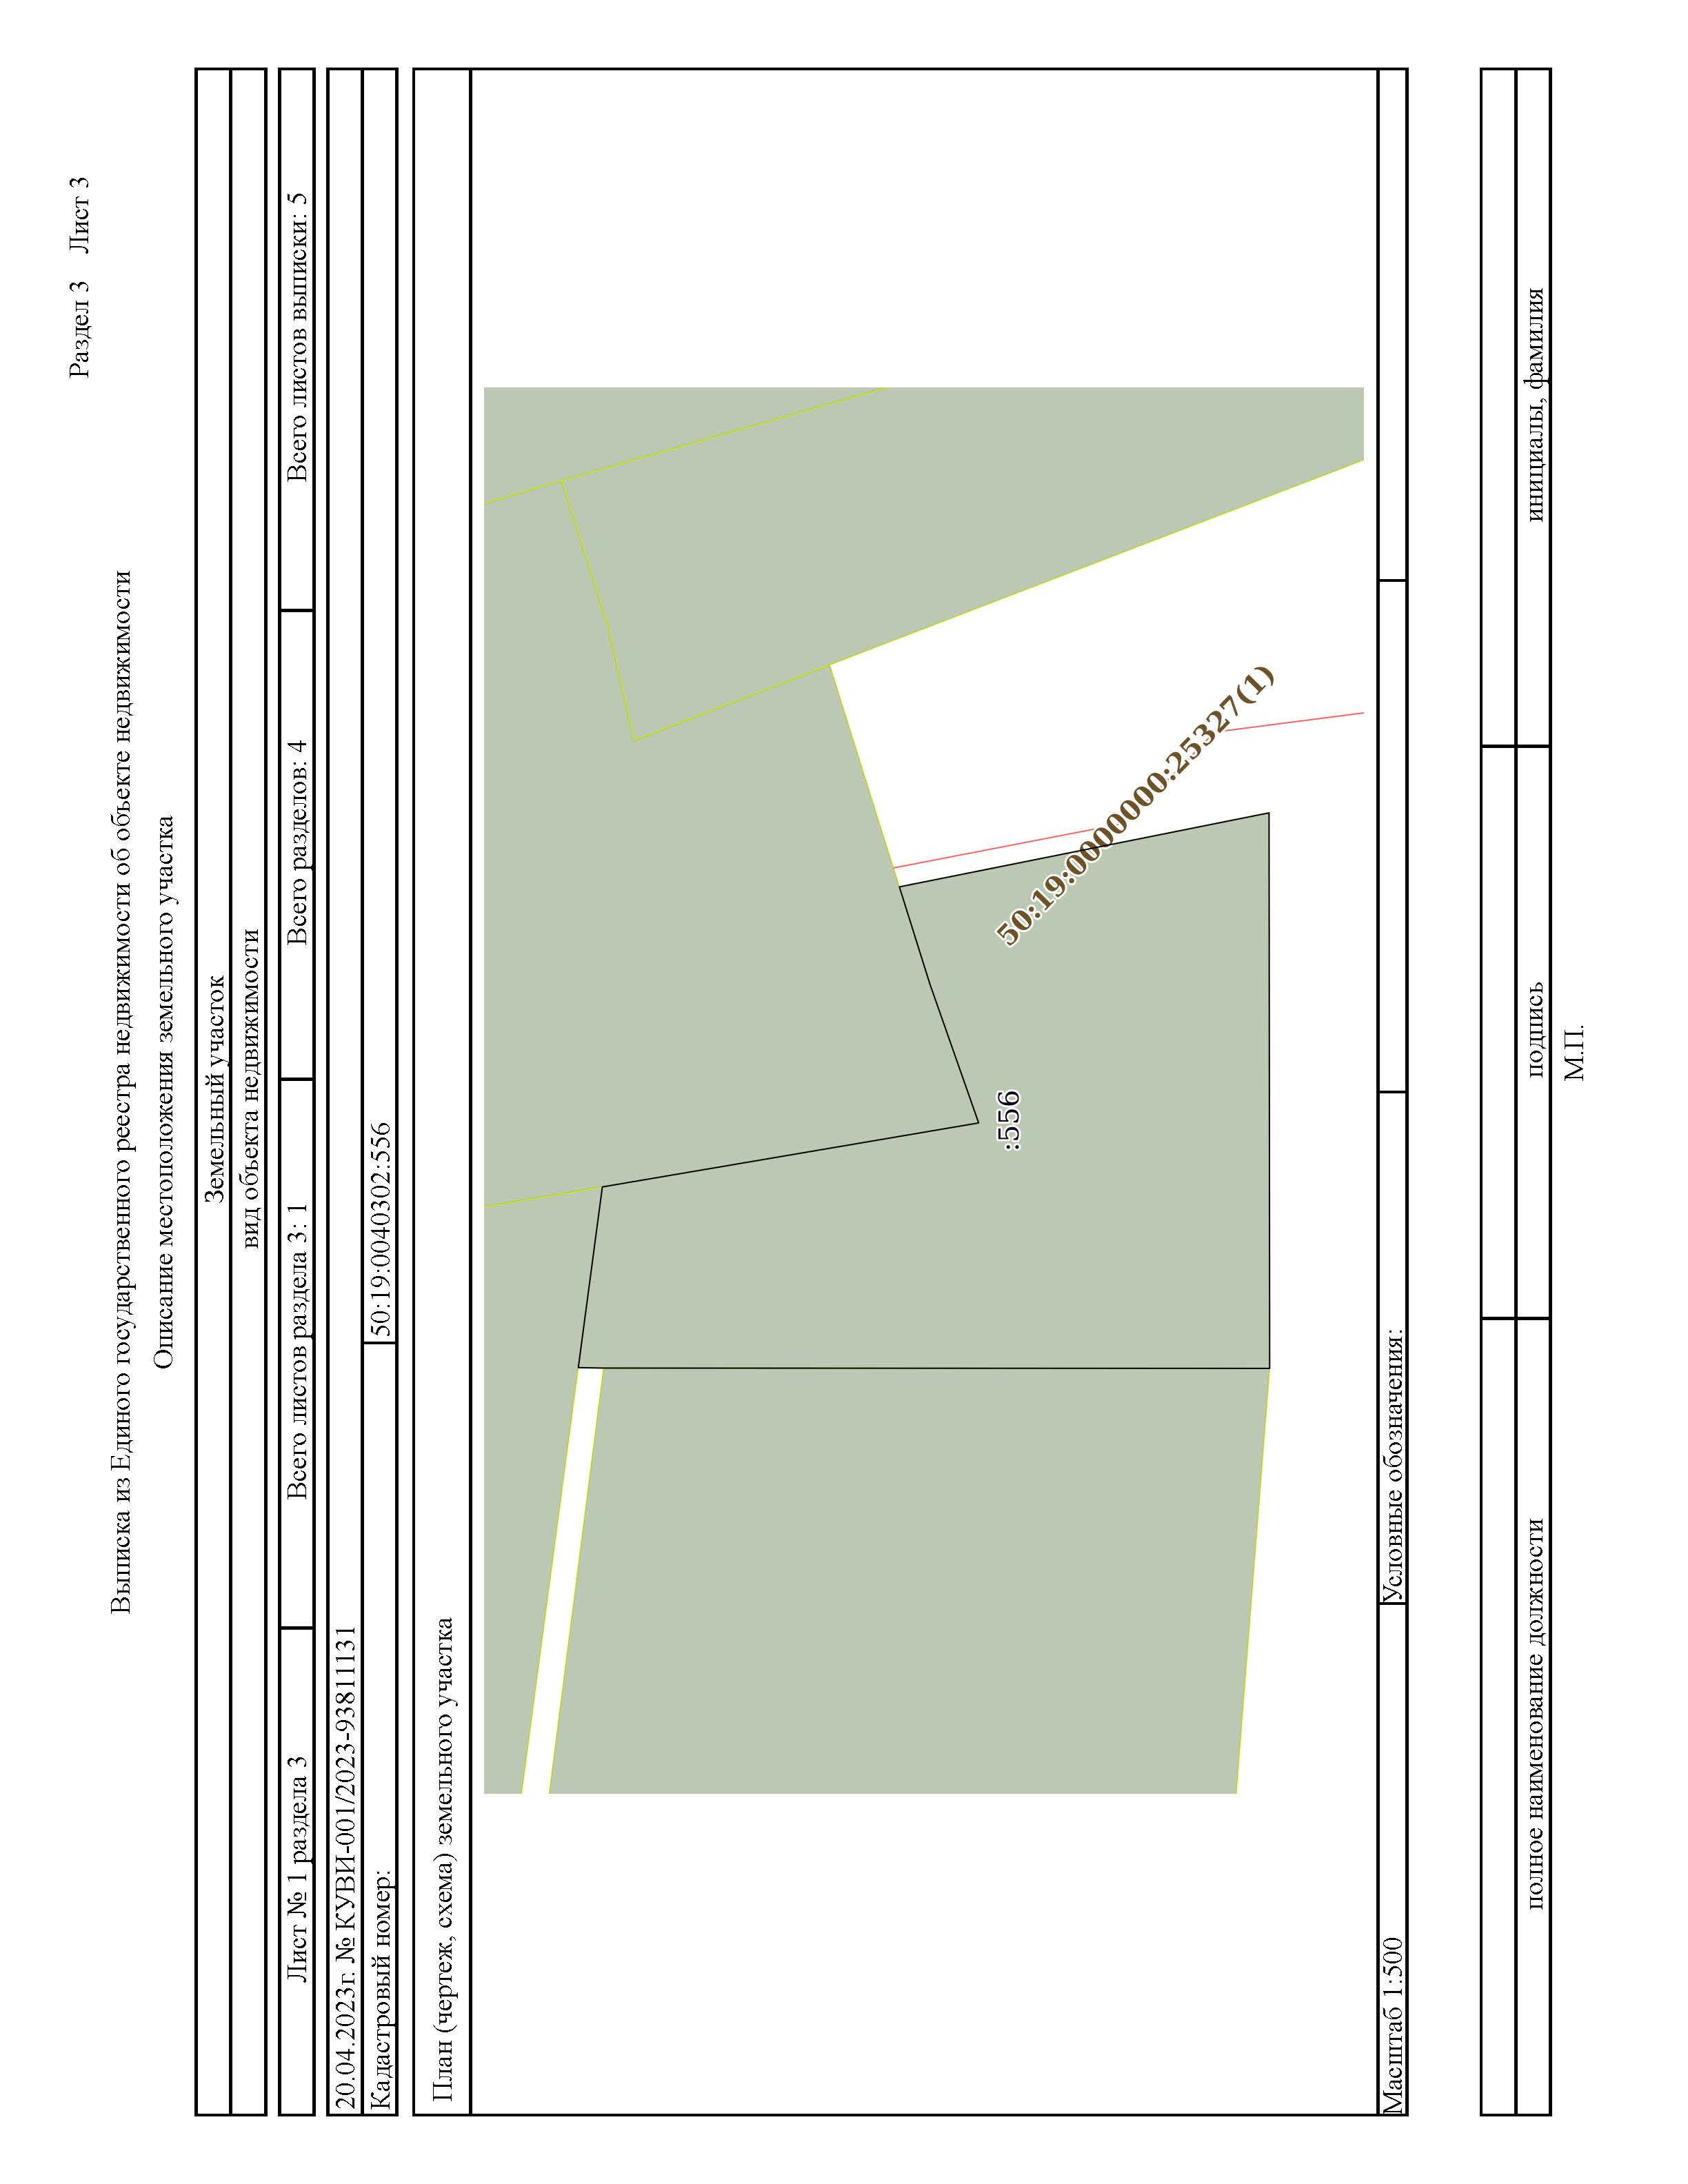 Раздел 3 Лист 3
Выписка из Единого государственного реестра недвижимости об объекте недвижимости
Описание местоположения земельного участка
Земельный участок
вид объекта недвижимости
Лист № 1 раздела 3 Всего листов раздела 3: 1 Всего разделов: 4 Всего листов выписки: 5
20.04.2023г. № КУВИ-001/2023-93811131
Кадастровый номер: 50:19:0040302:556
План (чертеж, схема) земельного участка
50:19:0000000:25327(1)
:556
Масштаб 1:500 Условные обозначения:
полное наименование должности подпись инициалы, фамилия
М.П.